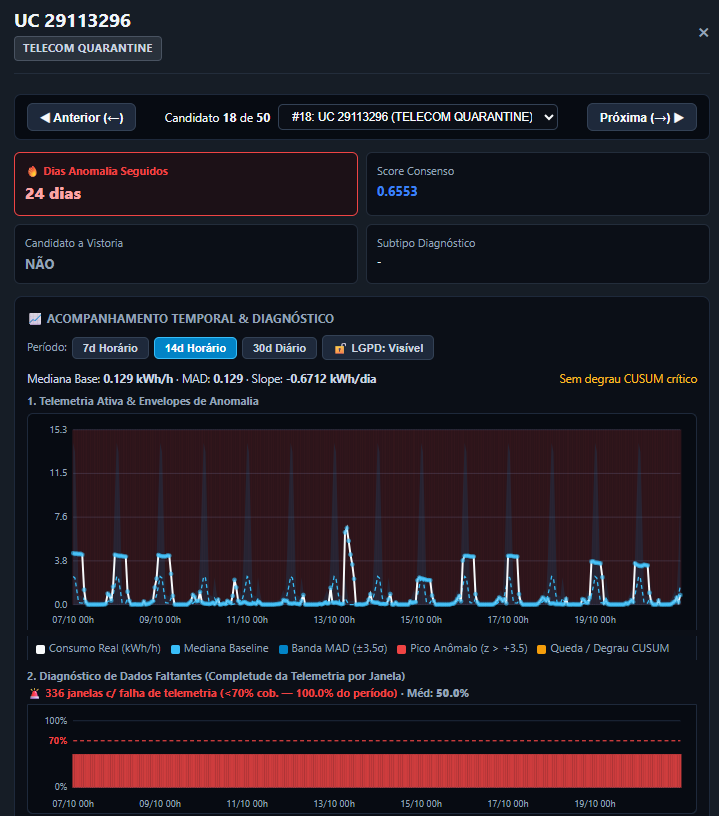 UC 29113296
TELECOM QUARANTINE
×
◀ Anterior (←)
Candidato 18 de 50
#18: UC 29113296 (TELECOM QUARANTINE)
Próxima (→) ▶
🔥 Dias Anomalia Seguidos
24 dias
Score Consenso
0.6553
Candidato a Vistoria
NÃO
Subtipo Diagnóstico
-
📈 ACOMPANHAMENTO TEMPORAL & DIAGNÓSTICO
Período: 7d Horário 14d Horário 30d Diário 🔓 LGPD: Visível
Mediana Base: 0.129 kWh/h · MAD: 0.129 · Slope: -0.6712 kWh/dia
Sem degrau CUSUM crítico
1. Telemetria Ativa & Envelopes de Anomalia
15.3
11.5
7.6
3.8
0.0
07/10 00h 09/10 00h 11/10 00h 13/10 00h 15/10 00h 17/10 00h 19/10 00h
Consumo Real (kWh/h) Mediana Baseline Banda MAD (±3.5σ) Pico Anômalo (z > +3.5) Queda / Degrau CUSUM
2. Diagnóstico de Dados Faltantes (Completude da Telemetria por Janela)
🚨 336 janelas c/ falha de telemetria (<70% cob. — 100.0% do período) · Méd: 50.0%
100%
70%
0%
07/10 00h 09/10 00h 11/10 00h 13/10 00h 15/10 00h 17/10 00h 19/10 00h